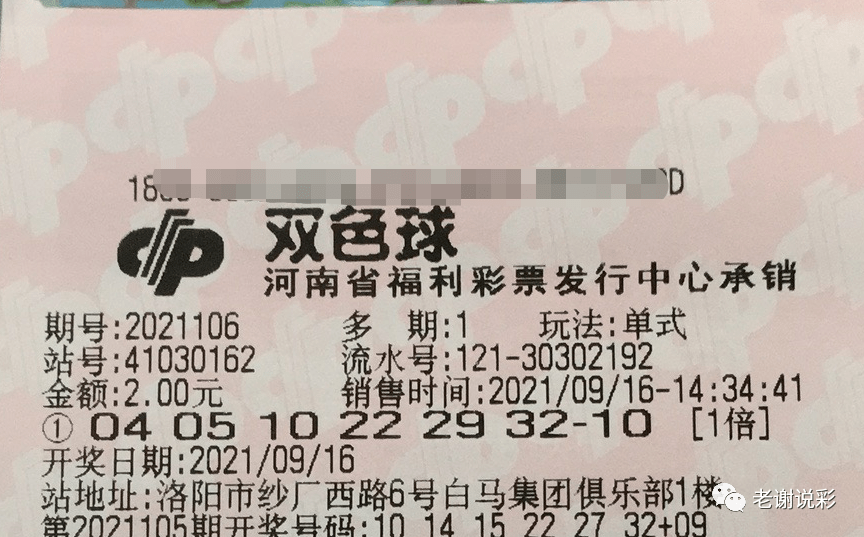 双色球
河南省福利彩票发行中心承销
期号:2021106 多 期:1 玩法:单式
站号:41030162 流水号:121-30302192
金额:2.00元 销售时间:2021/09/16-14:34:41
① 04 05 10 22 29 32-10 [1倍]
开奖日期:2021/09/16
站地址:洛阳市纱厂西路6号白马集团俱乐部1楼
老谢说彩
第2021105期开奖号码:10 14 15 22 27 32+09